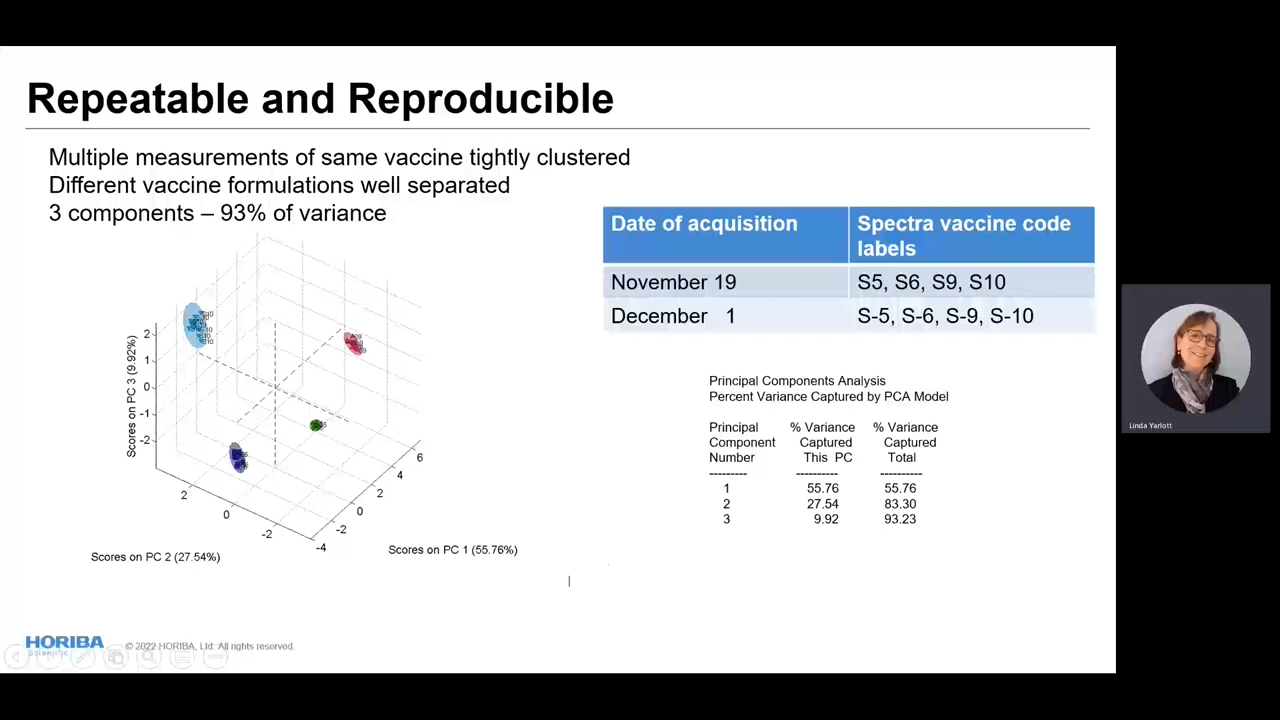 Repeatable and Reproducible
Multiple measurements of same vaccine tightly clustered
Different vaccine formulations well separated
3 components – 93% of variance
Date of acquisition
Spectra vaccine code
labels
November 19
S5, S6, S9, S10
December 1
S-5, S-6, S-9, S-10
Scores on PC 3 (9.92%)
2
1
0
-1
-2
2
0
-2
-4
-2
0
2
4
6
Scores on PC 2 (27.54%)
Scores on PC 1 (55.76%)
Principal Components Analysis
Percent Variance Captured by PCA Model
Principal % Variance % Variance
Component Captured Captured
Number This PC Total
--------- ---------- ----------
1 55.76 55.76
2 27.54 83.30
3 9.92 93.23
Linda Yarlott
HORIBA
Scientific
© 2022 HORIBA, Ltd. All rights reserved.